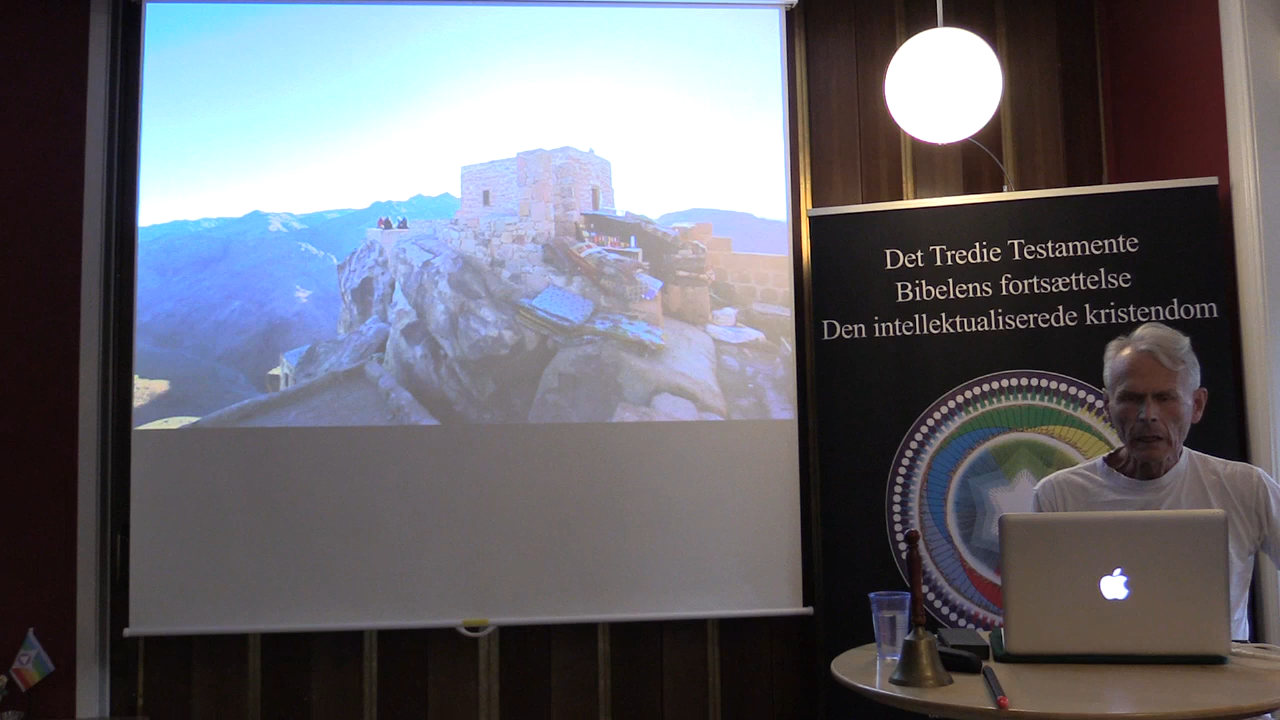 Det Tredie Testamente
Bibelens fortsættelse
Den intellektualiserede kristendom